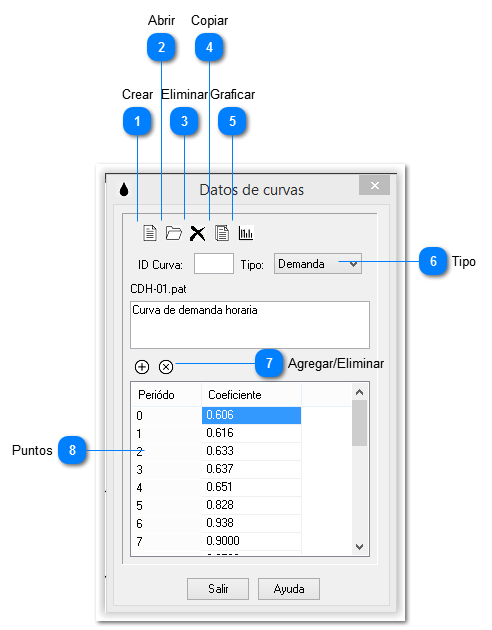 Abrir Copiar
2 4
Crear Eliminar Graficar
1 3 5
Datos de curvas
ID Curva: Tipo: Demanda
6 Tipo
CDH-01.pat
Curva de demanda horaria
7 Agregar/Eliminar
Periódo Coeficiente
0 0.606
1 0.616
Puntos 8 2 0.633
3 0.637
4 0.651
5 0.828
6 0.938
7 0.9000
Salir Ayuda